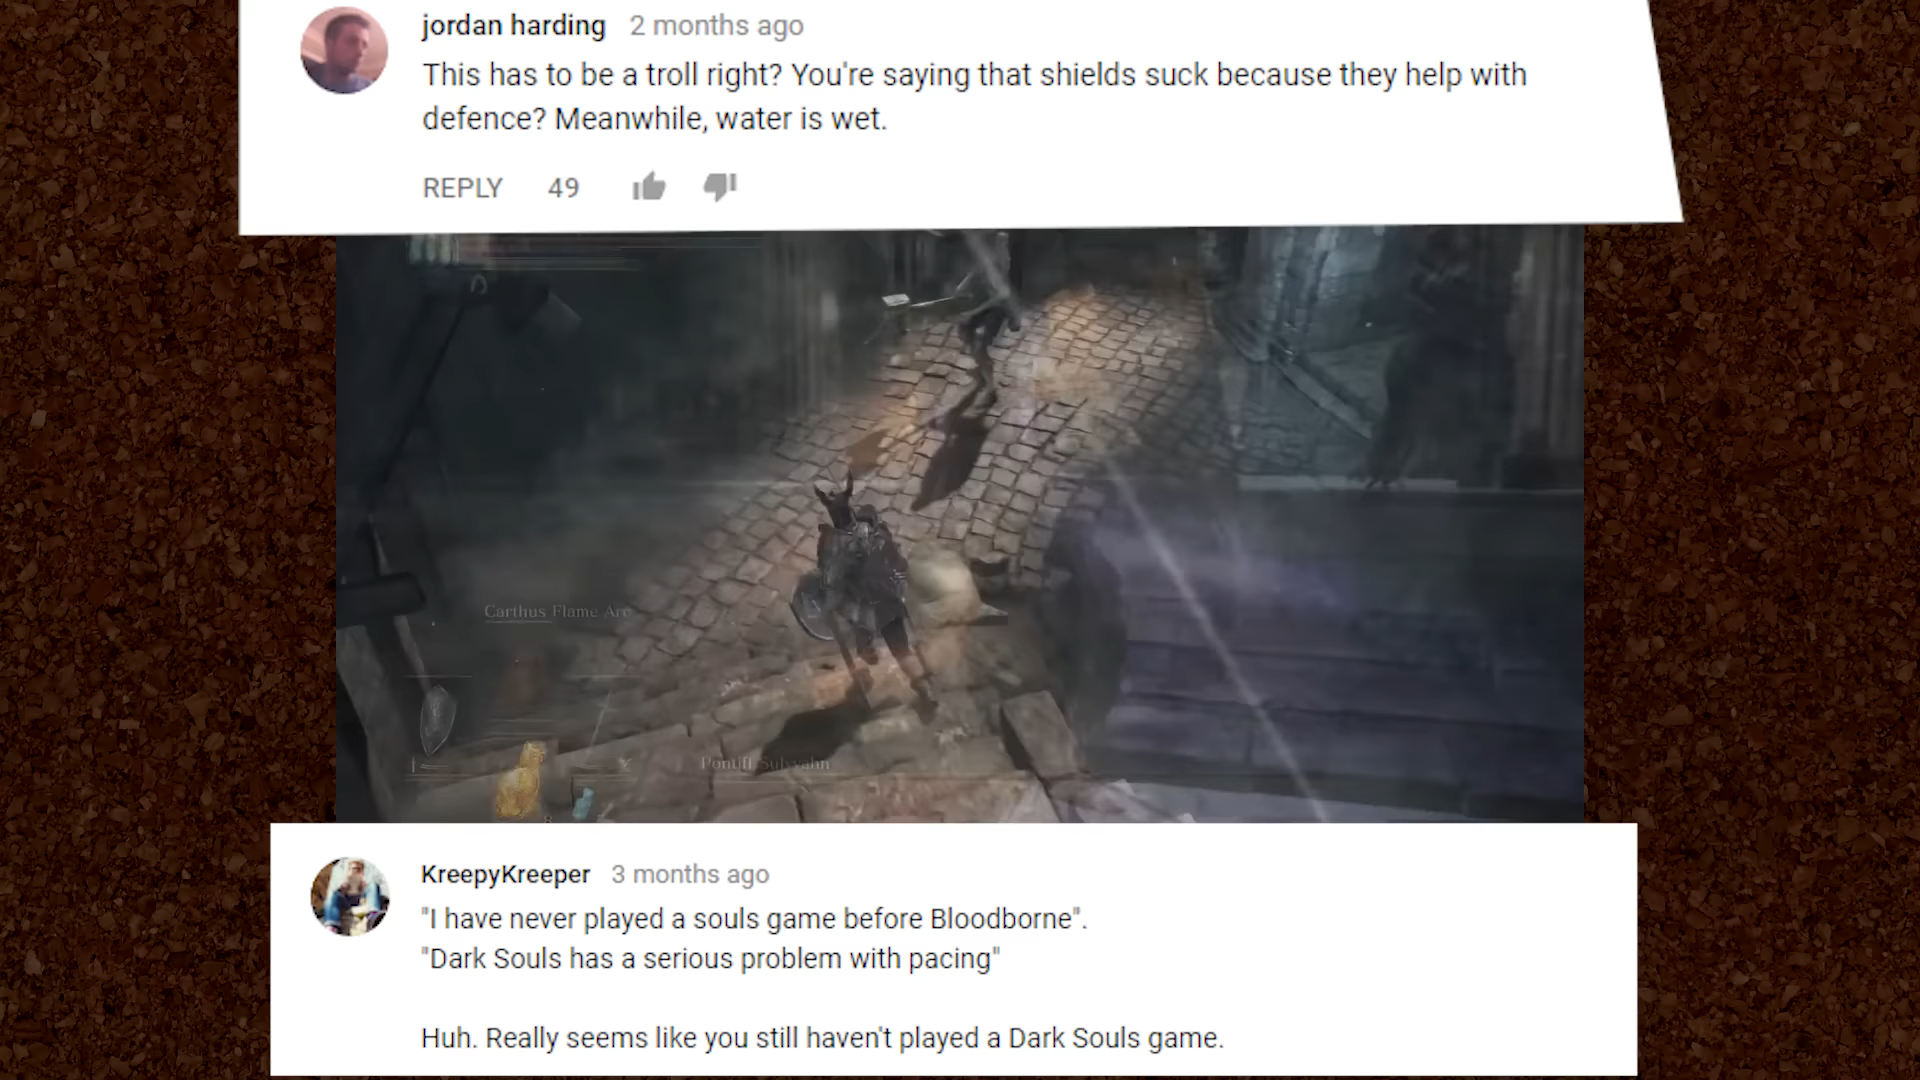 jordan harding 2 months ago
This has to be a troll right? You're saying that shields suck because they help with
defence? Meanwhile, water is wet.
REPLY 49
Carthus Flame Arc
Pontiff Sulyvahn
8
KreepyKreeper 3 months ago
"I have never played a souls game before Bloodborne".
"Dark Souls has a serious problem with pacing"
Huh. Really seems like you still haven't played a Dark Souls game.